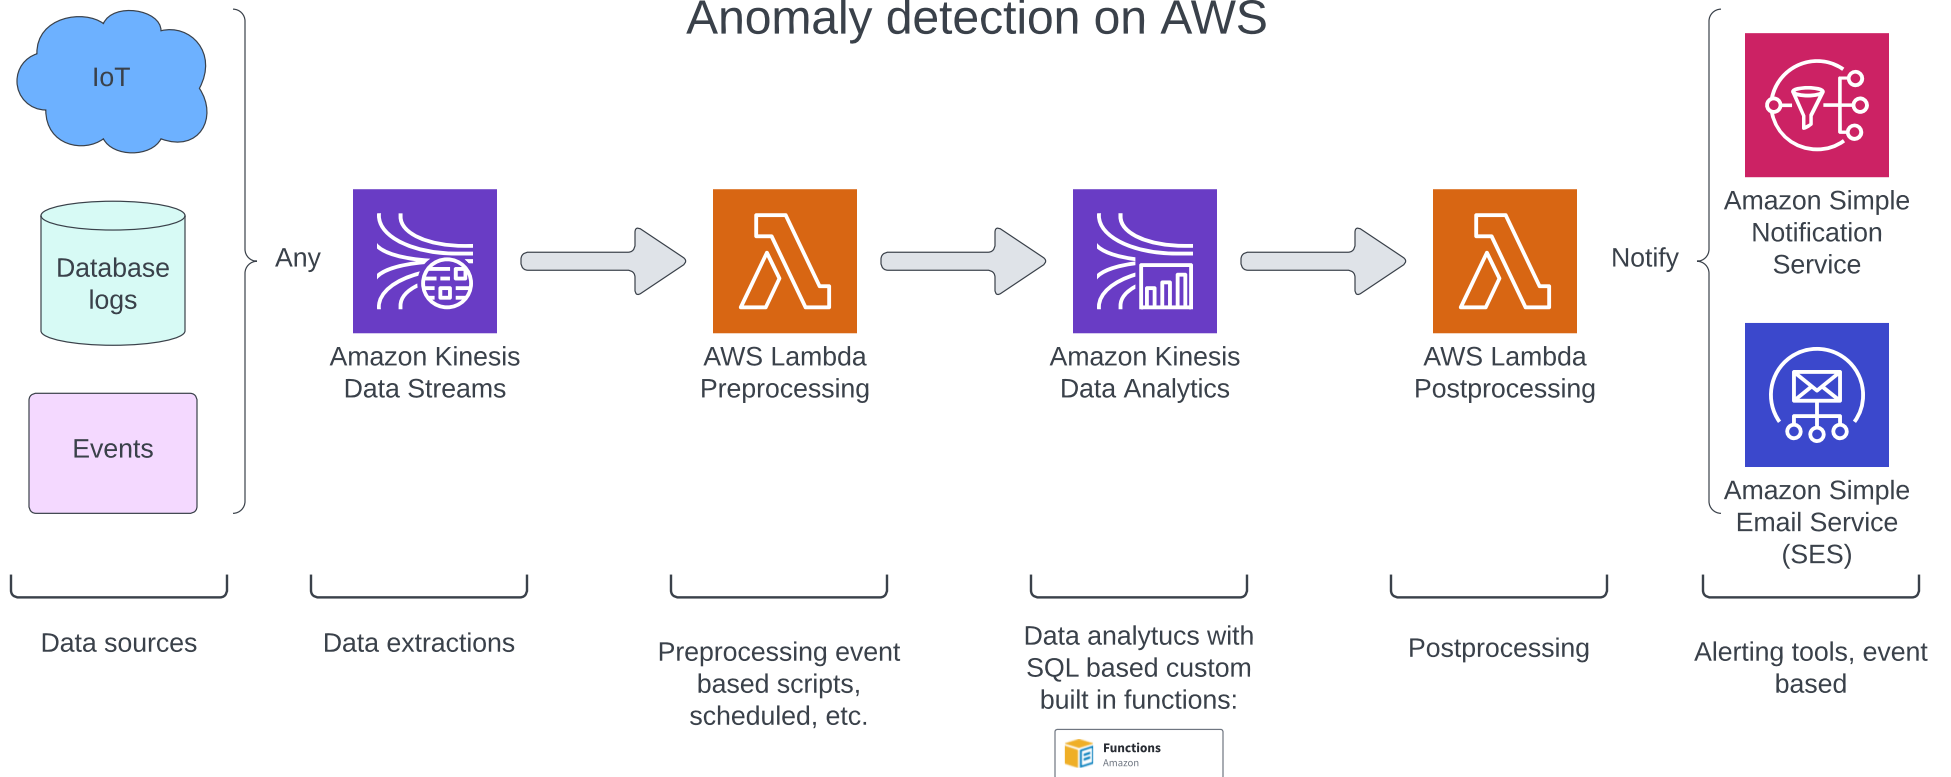 Anomaly detection on AWS
IoT
Database
logs
Events
Any
Amazon Kinesis
Data Streams
AWS Lambda
Preprocessing
Amazon Kinesis
Data Analytics
AWS Lambda
Postprocessing
Notify
Amazon Simple
Notification
Service
Amazon Simple
Email Service
(SES)
Data sources
Data extractions
Preprocessing event
based scripts,
scheduled, etc.
Data analytucs with
SQL based custom
built in functions:
Functions
Amazon
Postprocessing
Alerting tools, event
based